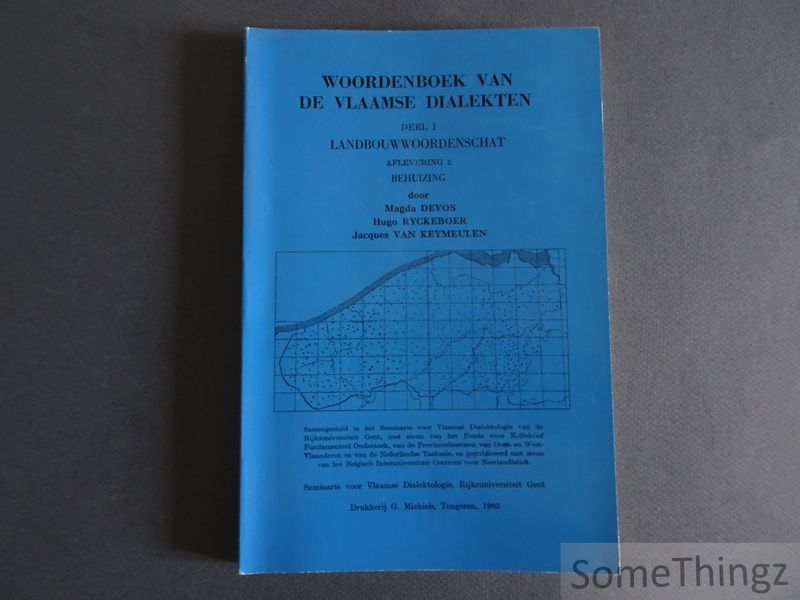 WOORDENBOEK VAN
DE VLAAMSE DIALEKTEN
DEEL I
LANDBOUWWOORDENSCHAT
AFLEVERING 2
BEHUIZING
door
Magda DEVOS
Hugo RYCKEBOER
Jacques VAN KEYMEULEN
Samengesteld in het Seminarie voor Vlaamse Dialektologie van de
Rijksuniversiteit Gent, met steun van het Fonds voor Kollektief
Fundamenteel Onderzoek, van de Provinciebesturen van Oost- en West-
Vlaanderen en van de Nederlandse Taalunie, en gepubliceerd met steun
van het Belgisch Interuniversitair Centrum voor Neerlandistiek.
Seminarie voor Vlaamse Dialektologie, Rijksuniversiteit Gent
Drukkerij G. Michiels, Tongeren, 1985
SomeThingz